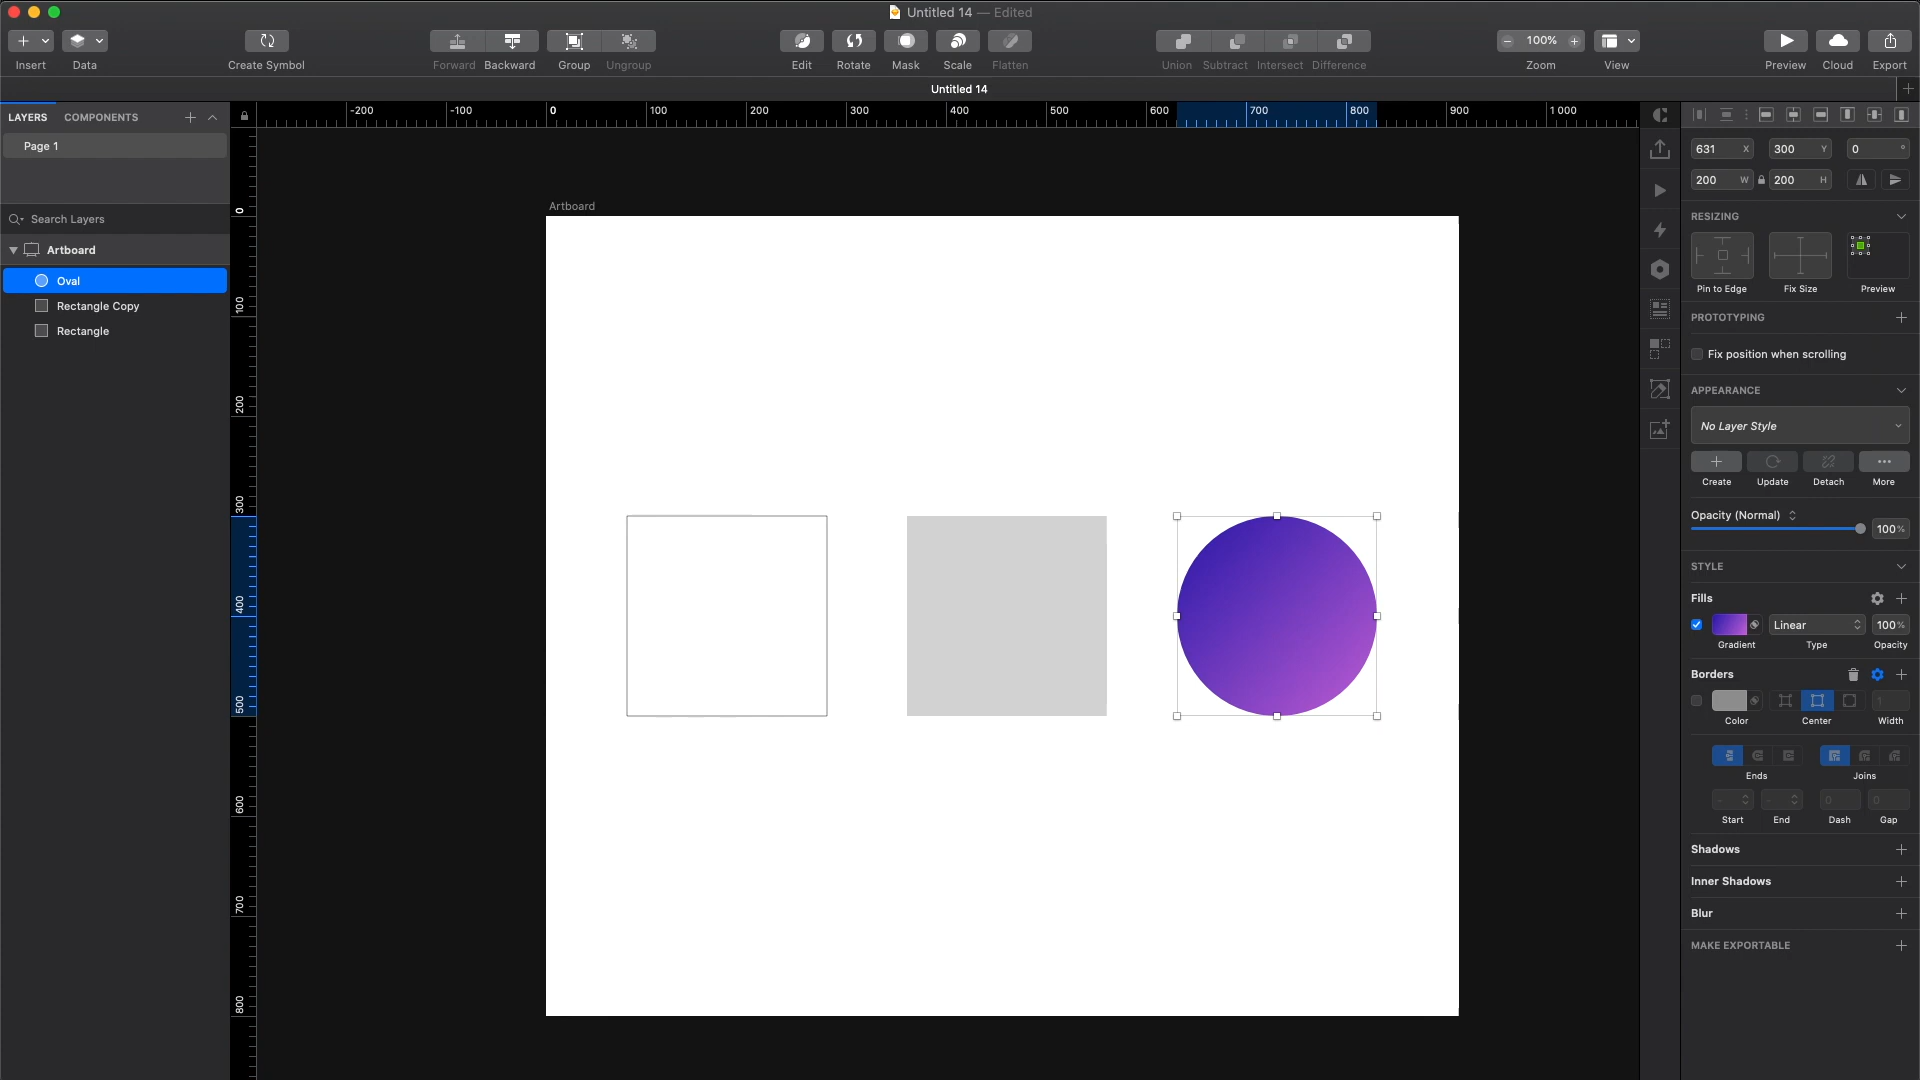 Untitled 14 — Edited
Insert
Data
Create Symbol
Forward
Backward
Group
Ungroup
Edit
Rotate
Mask
Scale
Flatten
Union
Subtract
Intersect
Difference
100%
Zoom
View
Preview
Cloud
Export
Untitled 14
LAYERS
COMPONENTS
Page 1
Search Layers
Artboard
Oval
Rectangle Copy
Rectangle
-200
-100
0
100
200
300
400
500
600
700
800
900
1 000
0
100
200
300
400
500
600
700
800
Artboard
631 X
300 Y
0 °
200 W
200 H
RESIZING
Pin to Edge
Fix Size
Preview
PROTOTYPING
Fix position when scrolling
APPEARANCE
No Layer Style
Create
Update
Detach
More
Opacity (Normal)
100%
STYLE
Fills
Linear
100%
Gradient
Type
Opacity
Borders
1
Color
Center
Width
Ends
Joins
-
-
0
0
Start
End
Dash
Gap
Shadows
Inner Shadows
Blur
MAKE EXPORTABLE